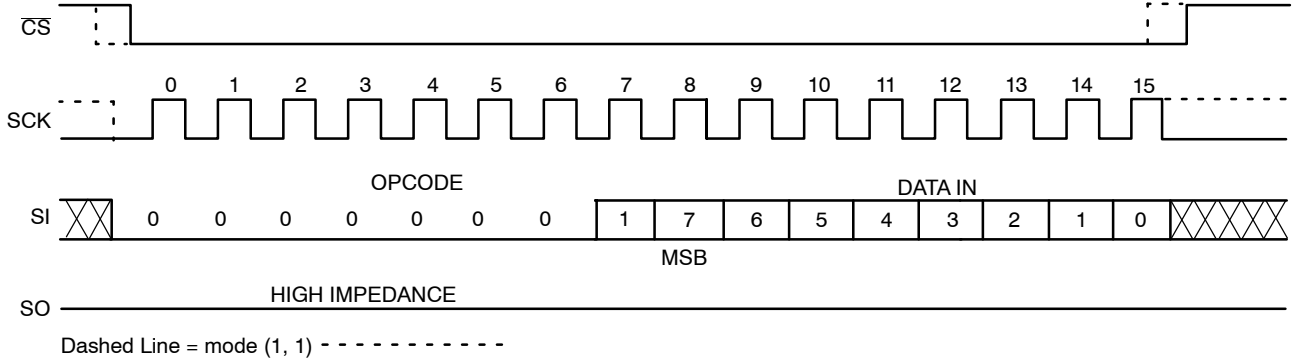 CS
0 1 2 3 4 5 6 7 8 9 10 11 12 13 14 15
SCK
OPCODE DATA IN
SI 0 0 0 0 0 0 0 1 7 6 5 4 3 2 1 0
MSB
HIGH IMPEDANCE
SO
Dashed Line = mode (1, 1)